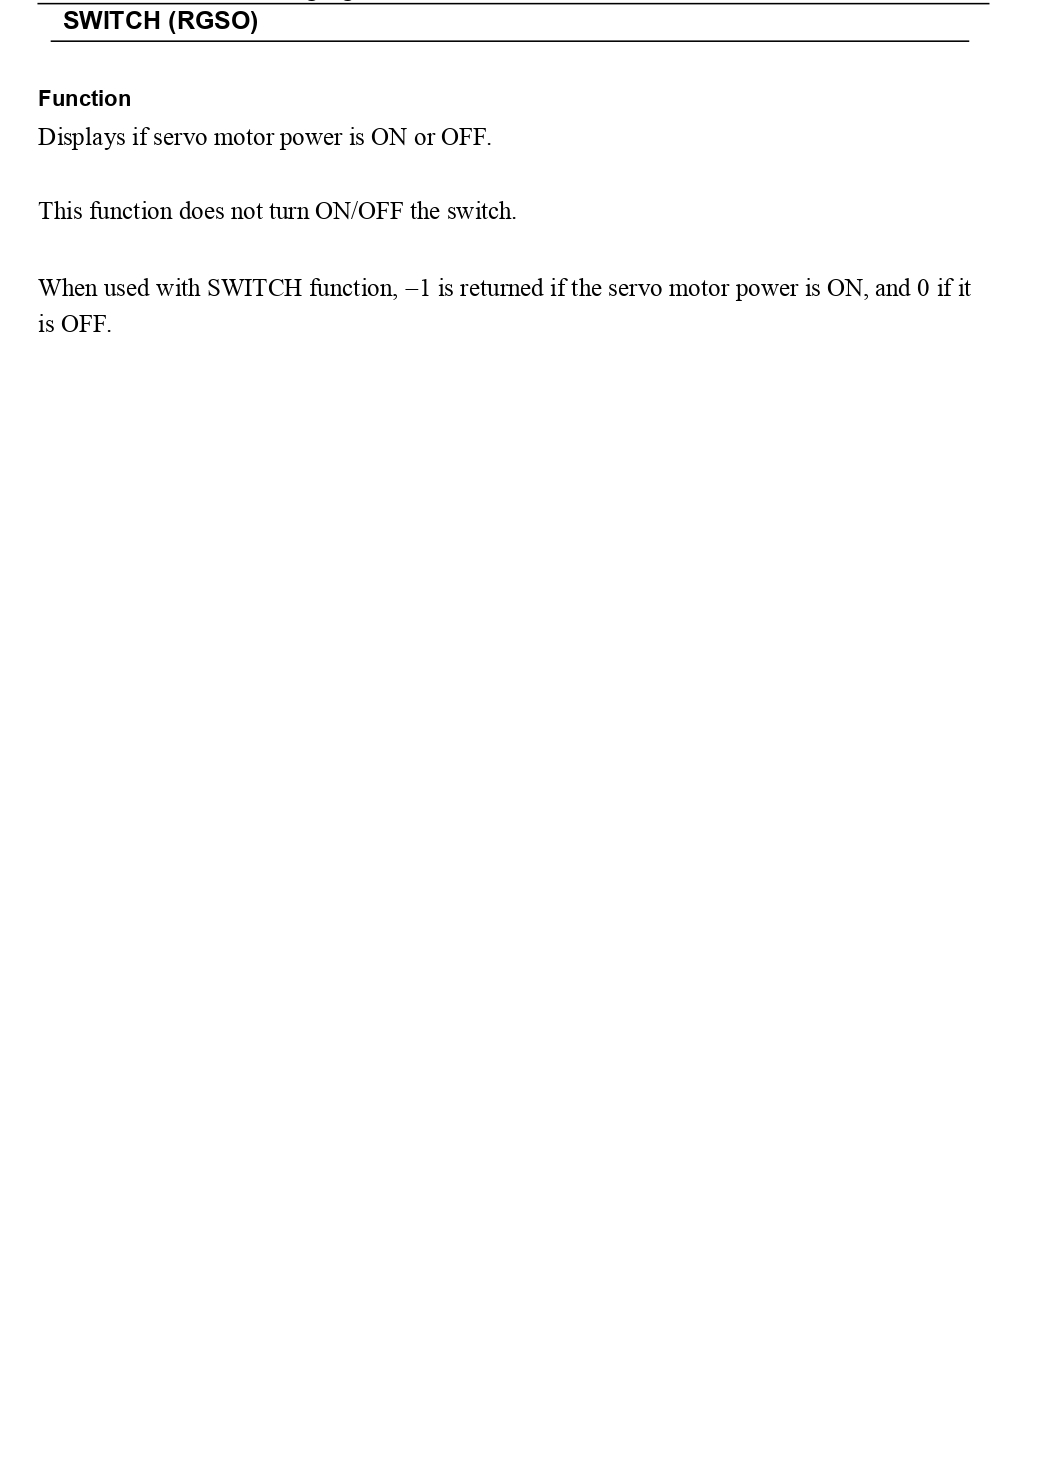 SWITCH (RGSO)
Function
Displays if servo motor power is ON or OFF.
This function does not turn ON/OFF the switch.
When used with SWITCH function, –1 is returned if the servo motor power is ON, and 0 if it
is OFF.